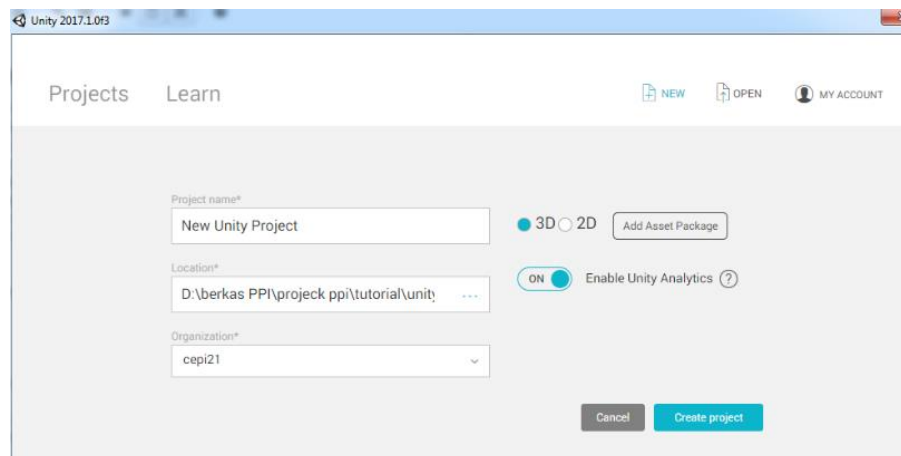 Unity 2017.1.0f3
Projects Learn NEW OPEN MY ACCOUNT
Project name*
New Unity Project
3D 2D Add Asset Package
Location*
D:\berkas PPI\projeck ppi\tutorial\unity ...
ON Enable Unity Analytics ?
Organization*
cepi21
Cancel Create project